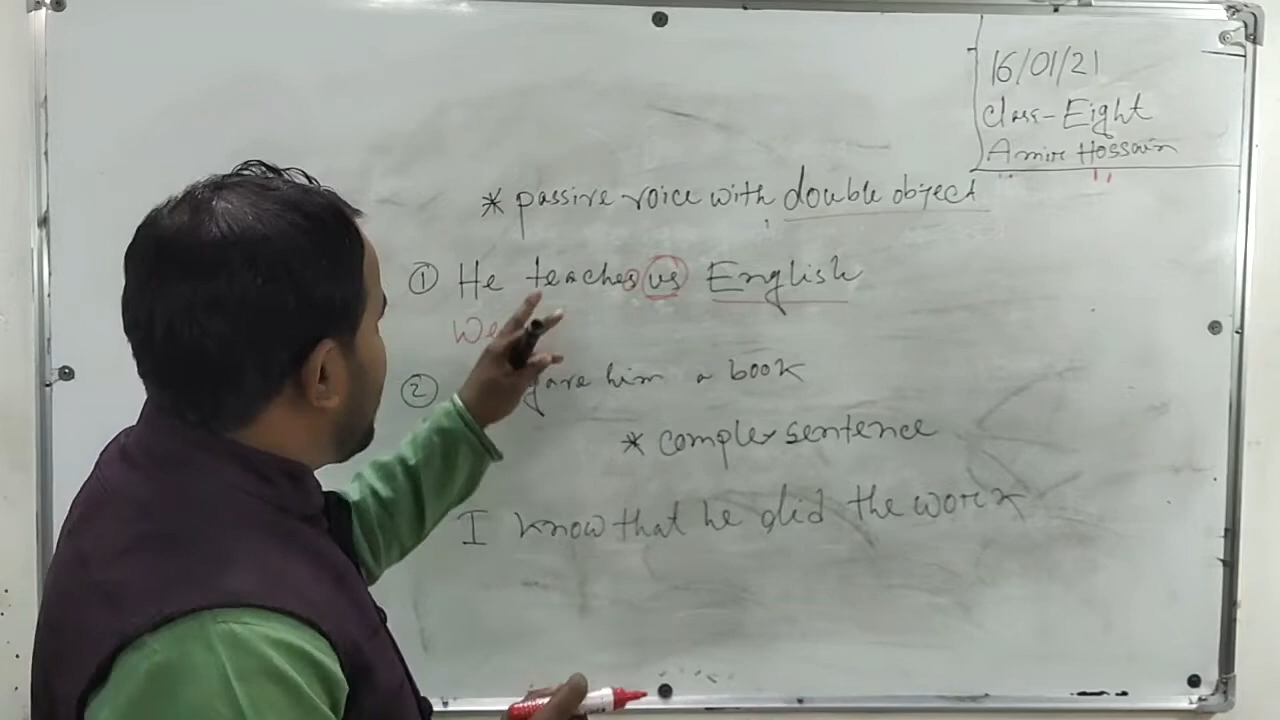 16/01/21
Class-Eight
Amir Hossain
* passive voice with double object
① He teaches us English
We
② gave him a book
* complex sentence
I know that he did the work